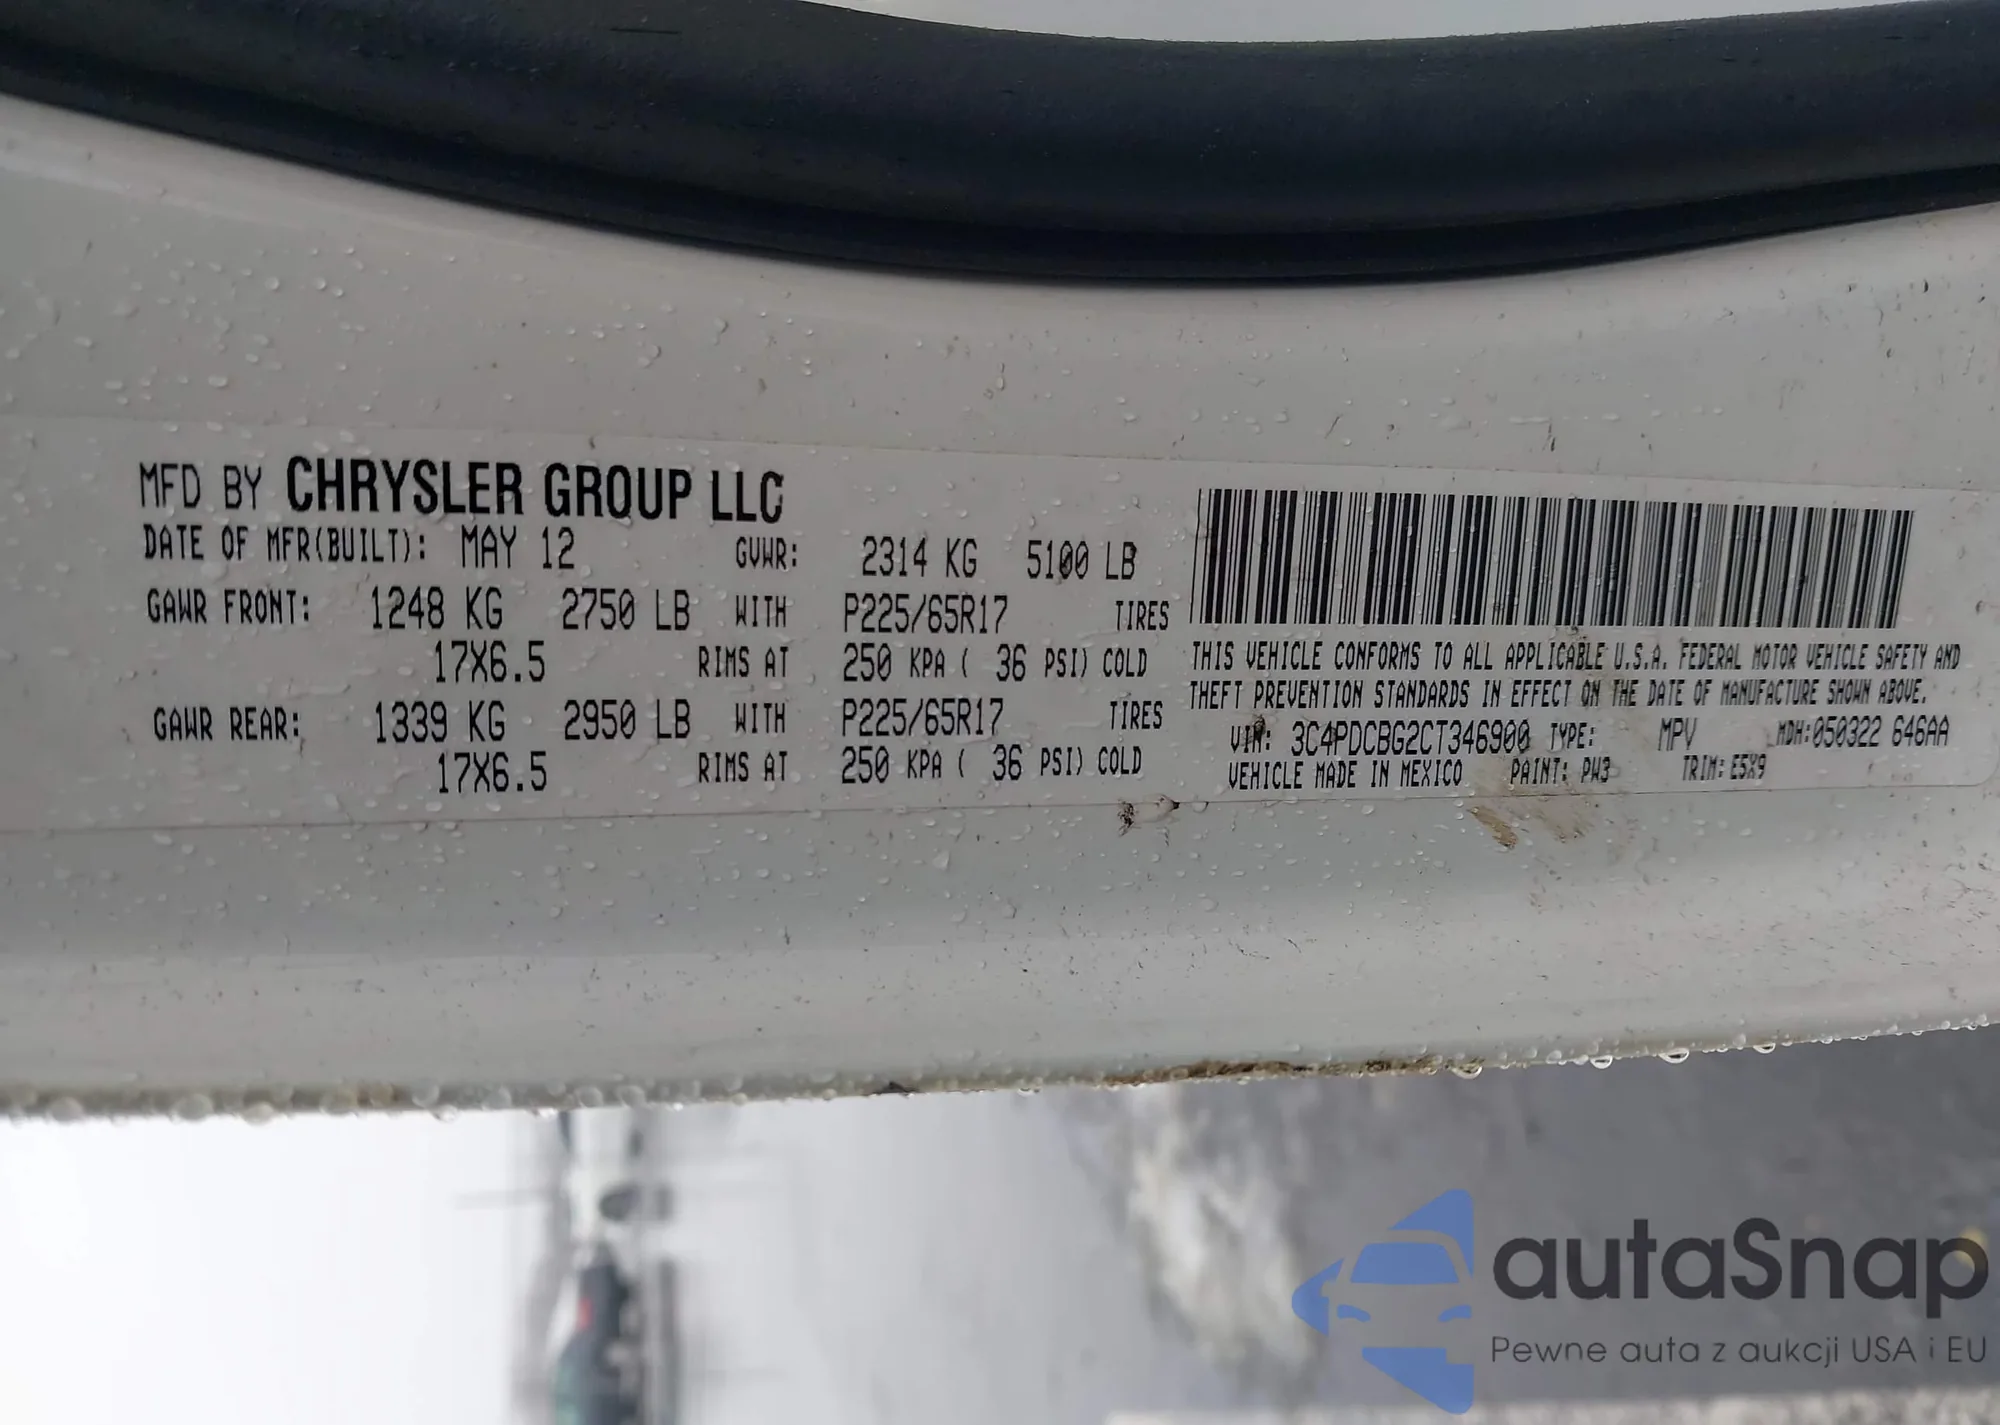 MFD BY CHRYSLER GROUP LLC
DATE OF MFR(BUILT): MAY 12 GVWR: 2314 KG 5100 LB
GAWR FRONT: 1248 KG 2750 LB WITH P225/65R17 TIRES
17X6.5 RIMS AT 250 KPA ( 36 PSI) COLD
GAWR REAR: 1339 KG 2950 LB WITH P225/65R17 TIRES
17X6.5 RIMS AT 250 KPA ( 36 PSI) COLD
THIS VEHICLE CONFORMS TO ALL APPLICABLE U.S.A. FEDERAL MOTOR VEHICLE SAFETY AND
THEFT PREVENTION STANDARDS IN EFFECT ON THE DATE OF MANUFACTURE SHOWN ABOVE.
VIN: 3C4PDCBG2CT346900 TYPE: MPV MDH:050322 646AA
VEHICLE MADE IN MEXICO PAINT: PW3 TRIM: E5X9
autaSnap
Pewne auta z aukcji USA i EU